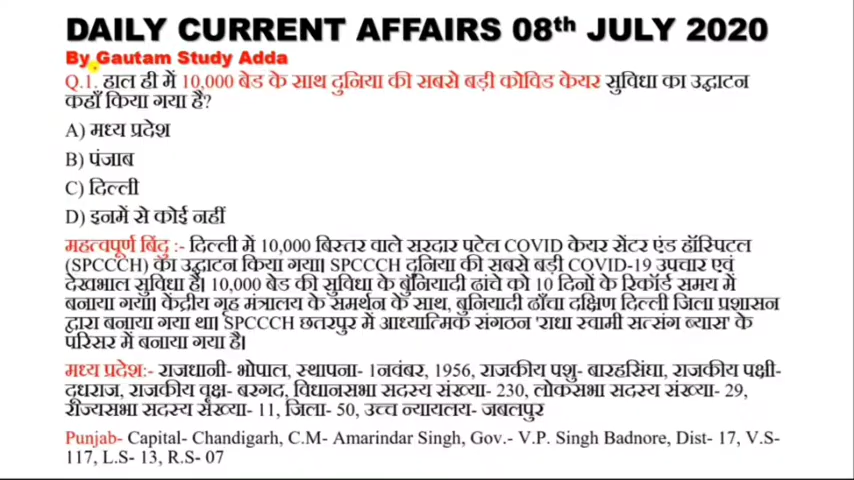 DAILY CURRENT AFFAIRS 08th JULY 2020
By Gautam Study Adda
Q.1. हाल ही में 10,000 बेड के साथ दुनिया की सबसे बड़ी कोविड केयर सुविधा का उद्घाटन
कहाँ किया गया है?
A) मध्य प्रदेश
B) पंजाब
C) दिल्ली
D) इनमें से कोई नहीं
महत्वपूर्ण बिंदु :- दिल्ली में 10,000 बिस्तर वाले सरदार पटेल COVID केयर सेंटर एंड हॉस्पिटल
(SPCCCH) का उद्घाटन किया गया। SPCCCH दुनिया की सबसे बड़ी COVID-19 उपचार एवं
देखभाल सुविधा है। 10,000 बेड की सुविधा के बुनियादी ढांचे को 10 दिनों के रिकॉर्ड समय में
बनाया गया। केंद्रीय गृह मंत्रालय के समर्थन के साथ, बुनियादी ढाँचा दक्षिण दिल्ली जिला प्रशासन
द्वारा बनाया गया था। SPCCCH छतरपुर में आध्यात्मिक संगठन 'राधा स्वामी सत्संग ब्यास' के
परिसर में बनाया गया है।
मध्य प्रदेश:- राजधानी- भोपाल, स्थापना- 1नवंबर, 1956, राजकीय पशु- बारहसिंघा, राजकीय पक्षी-
दूधराज, राजकीय वृक्ष- बरगद, विधानसभा सदस्य संख्या- 230, लोकसभा सदस्य संख्या- 29,
राज्यसभा सदस्य संख्या- 11, जिला- 50, उच्च न्यायलय- जबलपुर
Punjab- Capital- Chandigarh, C.M- Amarindar Singh, Gov.- V.P. Singh Badnore, Dist- 17, V.S-
117, L.S- 13, R.S- 07